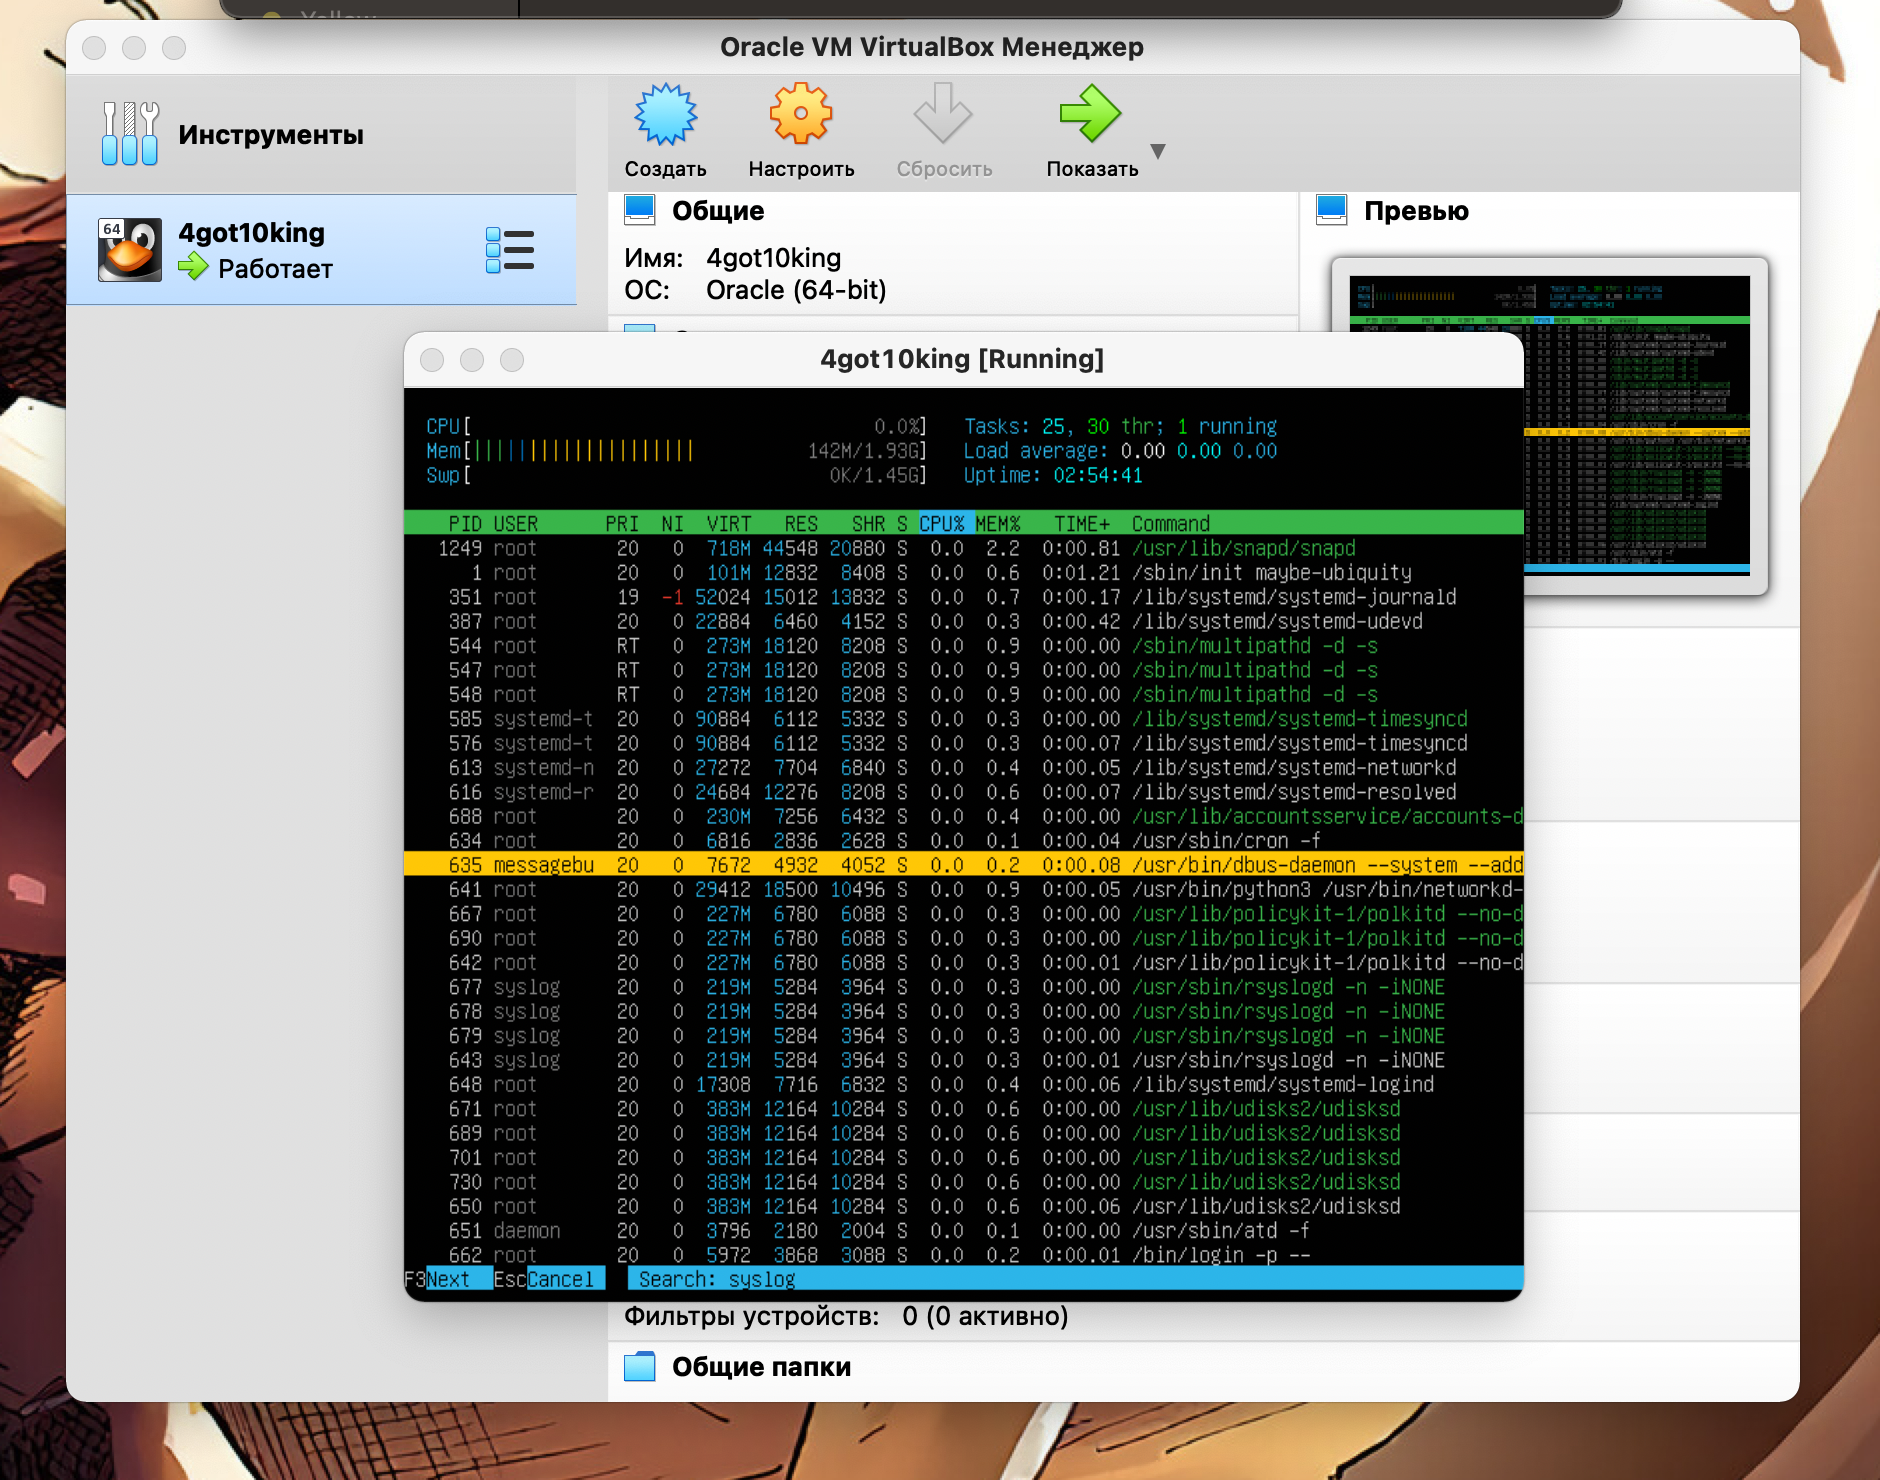 Yellow
Oracle VM VirtualBox Менеджер
Инструменты
Создать
Настроить
Сбросить
Показать
64
4got10king
Работает
Общие
Имя: 4got10king
ОС: Oracle (64-bit)
Превью
4got10king [Running]
CPU[ 0.0%] Tasks: 25, 30 thr; 1 running
Mem[|||||||||||||||||||| 142M/1.93G] Load average: 0.00 0.00 0.00
Swp[ 0K/1.45G] Uptime: 02:54:41
PID USER PRI NI VIRT RES SHR S CPU% MEM% TIME+ Command
1249 root 20 0 718M 44548 20880 S 0.0 2.2 0:00.81 /usr/lib/snapd/snapd
1 root 20 0 101M 12832 8408 S 0.0 0.6 0:01.21 /sbin/init maybe-ubiquity
351 root 19 -1 52024 15012 13832 S 0.0 0.7 0:00.17 /lib/systemd/systemd-journald
387 root 20 0 22884 6460 4152 S 0.0 0.3 0:00.42 /lib/systemd/systemd-udevd
544 root RT 0 273M 18120 8208 S 0.0 0.9 0:00.00 /sbin/multipathd -d -s
547 root RT 0 273M 18120 8208 S 0.0 0.9 0:00.00 /sbin/multipathd -d -s
548 root RT 0 273M 18120 8208 S 0.0 0.9 0:00.00 /sbin/multipathd -d -s
585 systemd-t 20 0 90884 6112 5332 S 0.0 0.3 0:00.00 /lib/systemd/systemd-timesyncd
576 systemd-t 20 0 90884 6112 5332 S 0.0 0.3 0:00.07 /lib/systemd/systemd-timesyncd
613 systemd-n 20 0 27272 7704 6840 S 0.0 0.4 0:00.05 /lib/systemd/systemd-networkd
616 systemd-r 20 0 24684 12276 8208 S 0.0 0.6 0:00.07 /lib/systemd/systemd-resolved
688 root 20 0 230M 7256 6432 S 0.0 0.4 0:00.00 /usr/lib/accountsservice/accounts-d
634 root 20 0 6816 2836 2628 S 0.0 0.1 0:00.04 /usr/sbin/cron -f
635 messagebu 20 0 7672 4932 4052 S 0.0 0.2 0:00.08 /usr/bin/dbus-daemon --system --add
641 root 20 0 29412 18500 10496 S 0.0 0.9 0:00.05 /usr/bin/python3 /usr/bin/networkd-
667 root 20 0 227M 6780 6088 S 0.0 0.3 0:00.00 /usr/lib/policykit-1/polkitd --no-d
690 root 20 0 227M 6780 6088 S 0.0 0.3 0:00.00 /usr/lib/policykit-1/polkitd --no-d
642 root 20 0 227M 6780 6088 S 0.0 0.3 0:00.01 /usr/lib/policykit-1/polkitd --no-d
677 syslog 20 0 219M 5284 3964 S 0.0 0.3 0:00.00 /usr/sbin/rsyslogd -n -iNONE
678 syslog 20 0 219M 5284 3964 S 0.0 0.3 0:00.00 /usr/sbin/rsyslogd -n -iNONE
679 syslog 20 0 219M 5284 3964 S 0.0 0.3 0:00.00 /usr/sbin/rsyslogd -n -iNONE
643 syslog 20 0 219M 5284 3964 S 0.0 0.3 0:00.01 /usr/sbin/rsyslogd -n -iNONE
648 root 20 0 17308 7716 6832 S 0.0 0.4 0:00.06 /lib/systemd/systemd-logind
671 root 20 0 383M 12164 10284 S 0.0 0.6 0:00.00 /usr/lib/udisks2/udisksd
689 root 20 0 383M 12164 10284 S 0.0 0.6 0:00.00 /usr/lib/udisks2/udisksd
701 root 20 0 383M 12164 10284 S 0.0 0.6 0:00.00 /usr/lib/udisks2/udisksd
730 root 20 0 383M 12164 10284 S 0.0 0.6 0:00.00 /usr/lib/udisks2/udisksd
650 root 20 0 383M 12164 10284 S 0.0 0.6 0:00.06 /usr/lib/udisks2/udisksd
651 daemon 20 0 3796 2180 2004 S 0.0 0.1 0:00.00 /usr/sbin/atd -f
662 root 20 0 5972 3868 3088 S 0.0 0.2 0:00.01 /bin/login -p --
F3Next EscCancel Search: syslog
Фильтры устройств: 0 (0 активно)
Общие папки